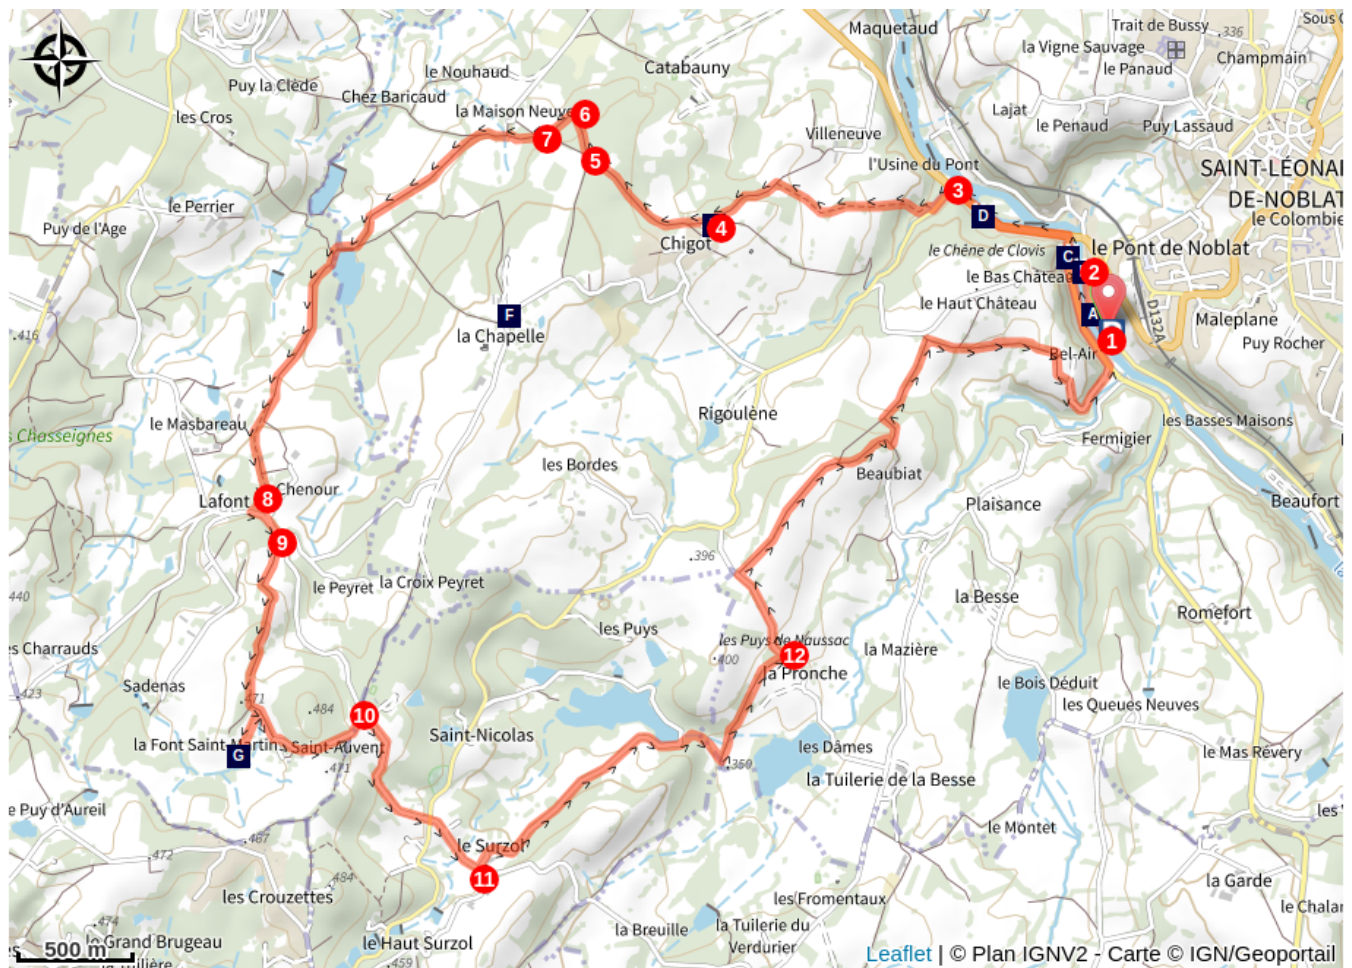 Maquetaud
Trait de Bussy
.336
la Vigne Sauvage
Champmain
le Panaud
le Nouhaud
Catabauny
Puy la Clède
Chez Baricaud
la Maison Neuve
6
Lajat
les Cros
le Penaud
Puy Lassaud
7
Villeneuve
5
l'Usine du Pont
SAINT-LÉONA
DE-NOBLAT
3
le Perrier
D
le Colombie
Puy de l'Age
4
Chigot
le Chêne de Clovis
C
le Pont de Noblat
le Bas Château
2
le Haut Château
D132A
F
A
Maleplane
.416
la Chapelle
1
Puy Rocher
Bel-Air
Rigoulène
le Masbareau
les Basses Maisons
s Chasseignes
Fermigier
les Bordes
Beaubiat
8
Chenour
Lafont
Plaisance
Beaufort
9
.396
le Peyret
la Croix Peyret
440
la Besse
Romefort
les Puys
les Puys de Naussac
es Charrauds
12
.400
la Mazière
la Pronche
Sadenas
le Bois Déduit
.423
.471
.484
10
les Queues Neuves
la Font Saint-Martin
Saint-Auvent
Saint-Nicolas
G
les Dâmes
le Mas Révery
.471
.360
la Tuilerie de la Besse
e Puy d'Aureil
les
le Montet
.467
le Surzol
.472
11
.484
la Garde
les Crouzettes
les Fromentaux
le Chalar
.474
le Grand Brugeau
le Haut Surzol
la Breuille
la Tuilerie du
Verdurier
500 m
.459
Leaflet | © Plan IGNV2 - Carte © IGN/Geoportail